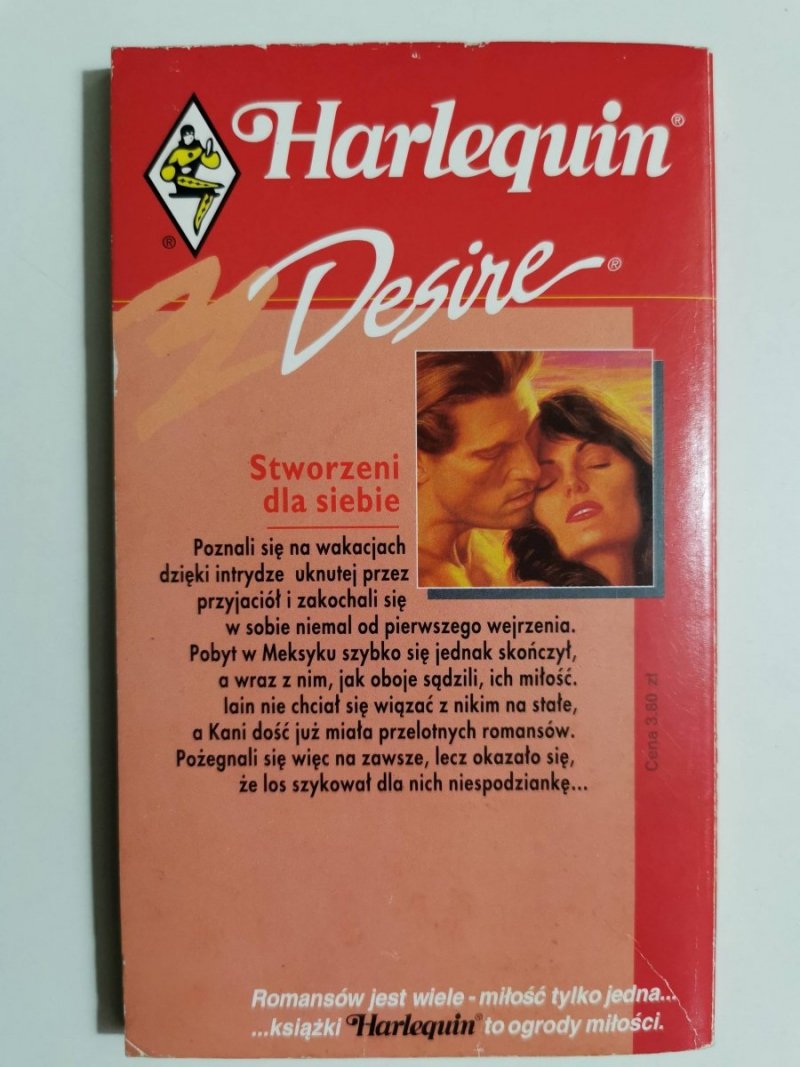 Harlequin®
®
Desire®
Stworzeni
dla siebie
Poznali się na wakacjach
dzięki intrydze uknutej przez
przyjaciół i zakochali się
w sobie niemal od pierwszego wejrzenia.
Pobyt w Meksyku szybko się jednak skończył,
a wraz z nim, jak oboje sądzili, ich miłość.
Iain nie chciał się wiązać z nikim na stałe,
a Kani dość już miała przelotnych romansów.
Pożegnali się więc na zawsze, lecz okazało się,
że los szykował dla nich niespodziankę...
Cena 3.60 zł
Romansów jest wiele - miłość tylko jedna...
...książki Harlequin® to ogrody miłości.